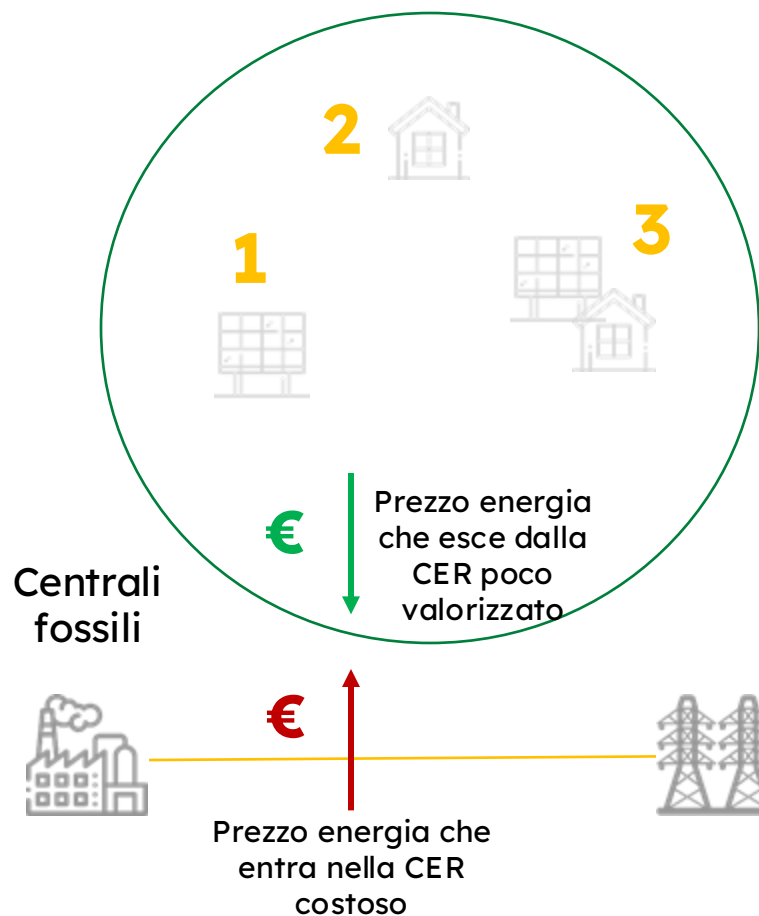 2
3
1
€
Prezzo energia
che esce dalla
CER poco
valorizzato
Centrali
fossili
€
Prezzo energia che
entra nella CER
costoso